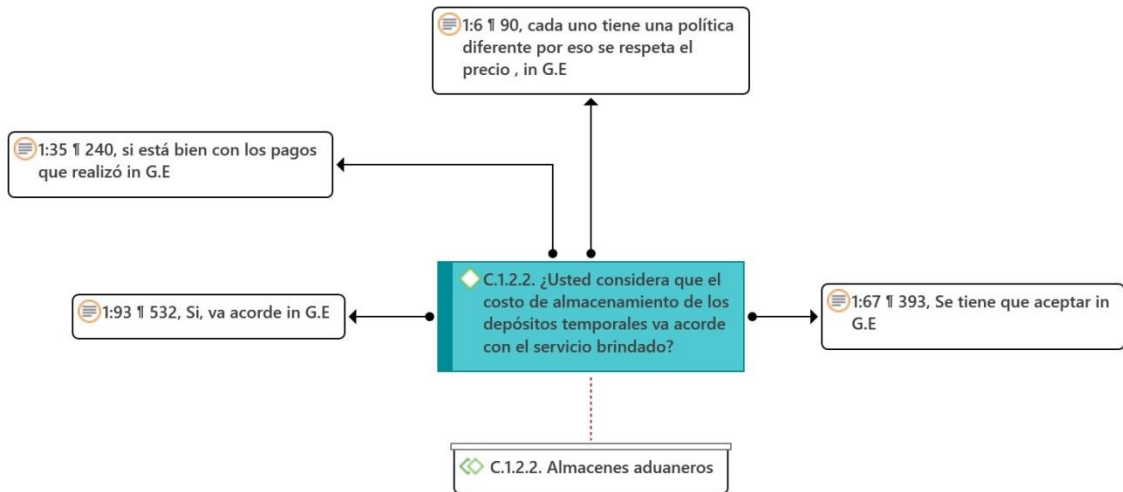 1:6 ¶ 90, cada uno tiene una política
diferente por eso se respeta el
precio , in G.E
1:35 ¶ 240, si está bien con los pagos
que realizó in G.E
C.1.2.2. ¿Usted considera que el
costo de almacenamiento de los
depósitos temporales va acorde
con el servicio brindado?
1:93 ¶ 532, Si, va acorde in G.E
1:67 ¶ 393, Se tiene que aceptar in
G.E
C.1.2.2. Almacenes aduaneros